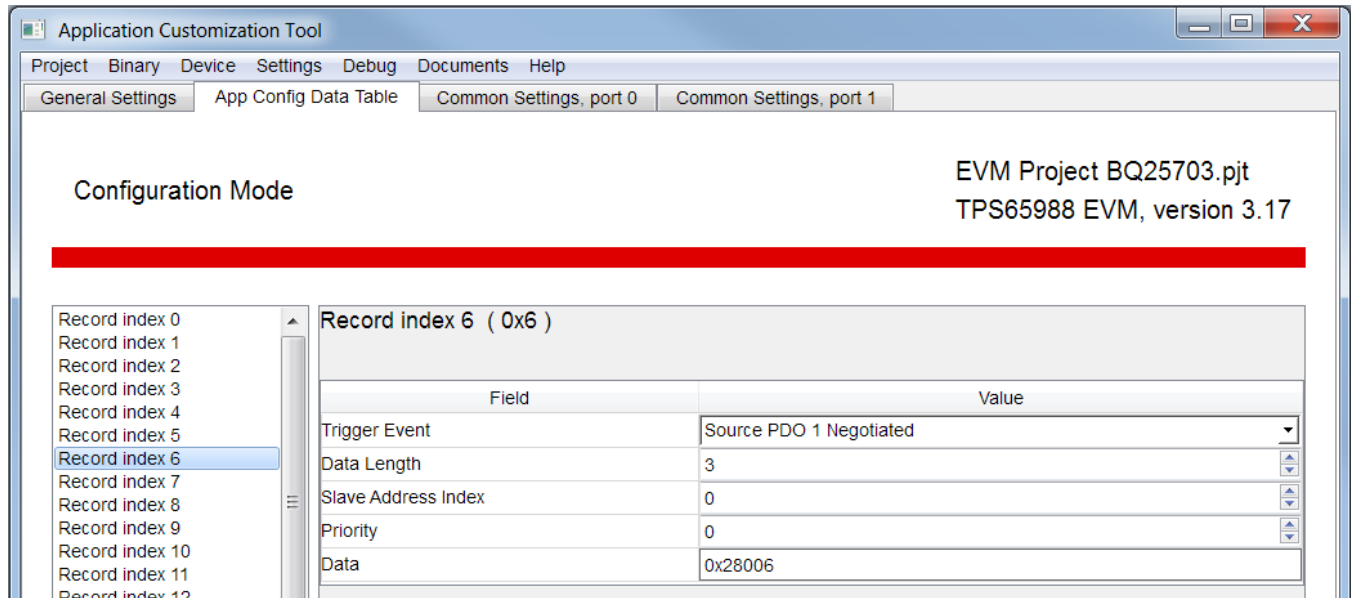 Application Customization Tool
Project Binary Device Settings Debug Documents Help
General Settings App Config Data Table Common Settings, port 0 Common Settings, port 1
EVM Project BQ25703.pjt
Configuration Mode
TPS65988 EVM, version 3.17
Record index 0
Record index 1
Record index 2
Record index 3
Record index 4
Record index 5
Record index 6
Record index 7
Record index 8
Record index 9
Record index 10
Record index 11
Record index 12
Record index 6 ( 0x6 )
Field Value
Trigger Event Source PDO 1 Negotiated
Data Length 3
Slave Address Index 0
Priority 0
Data 0x28006